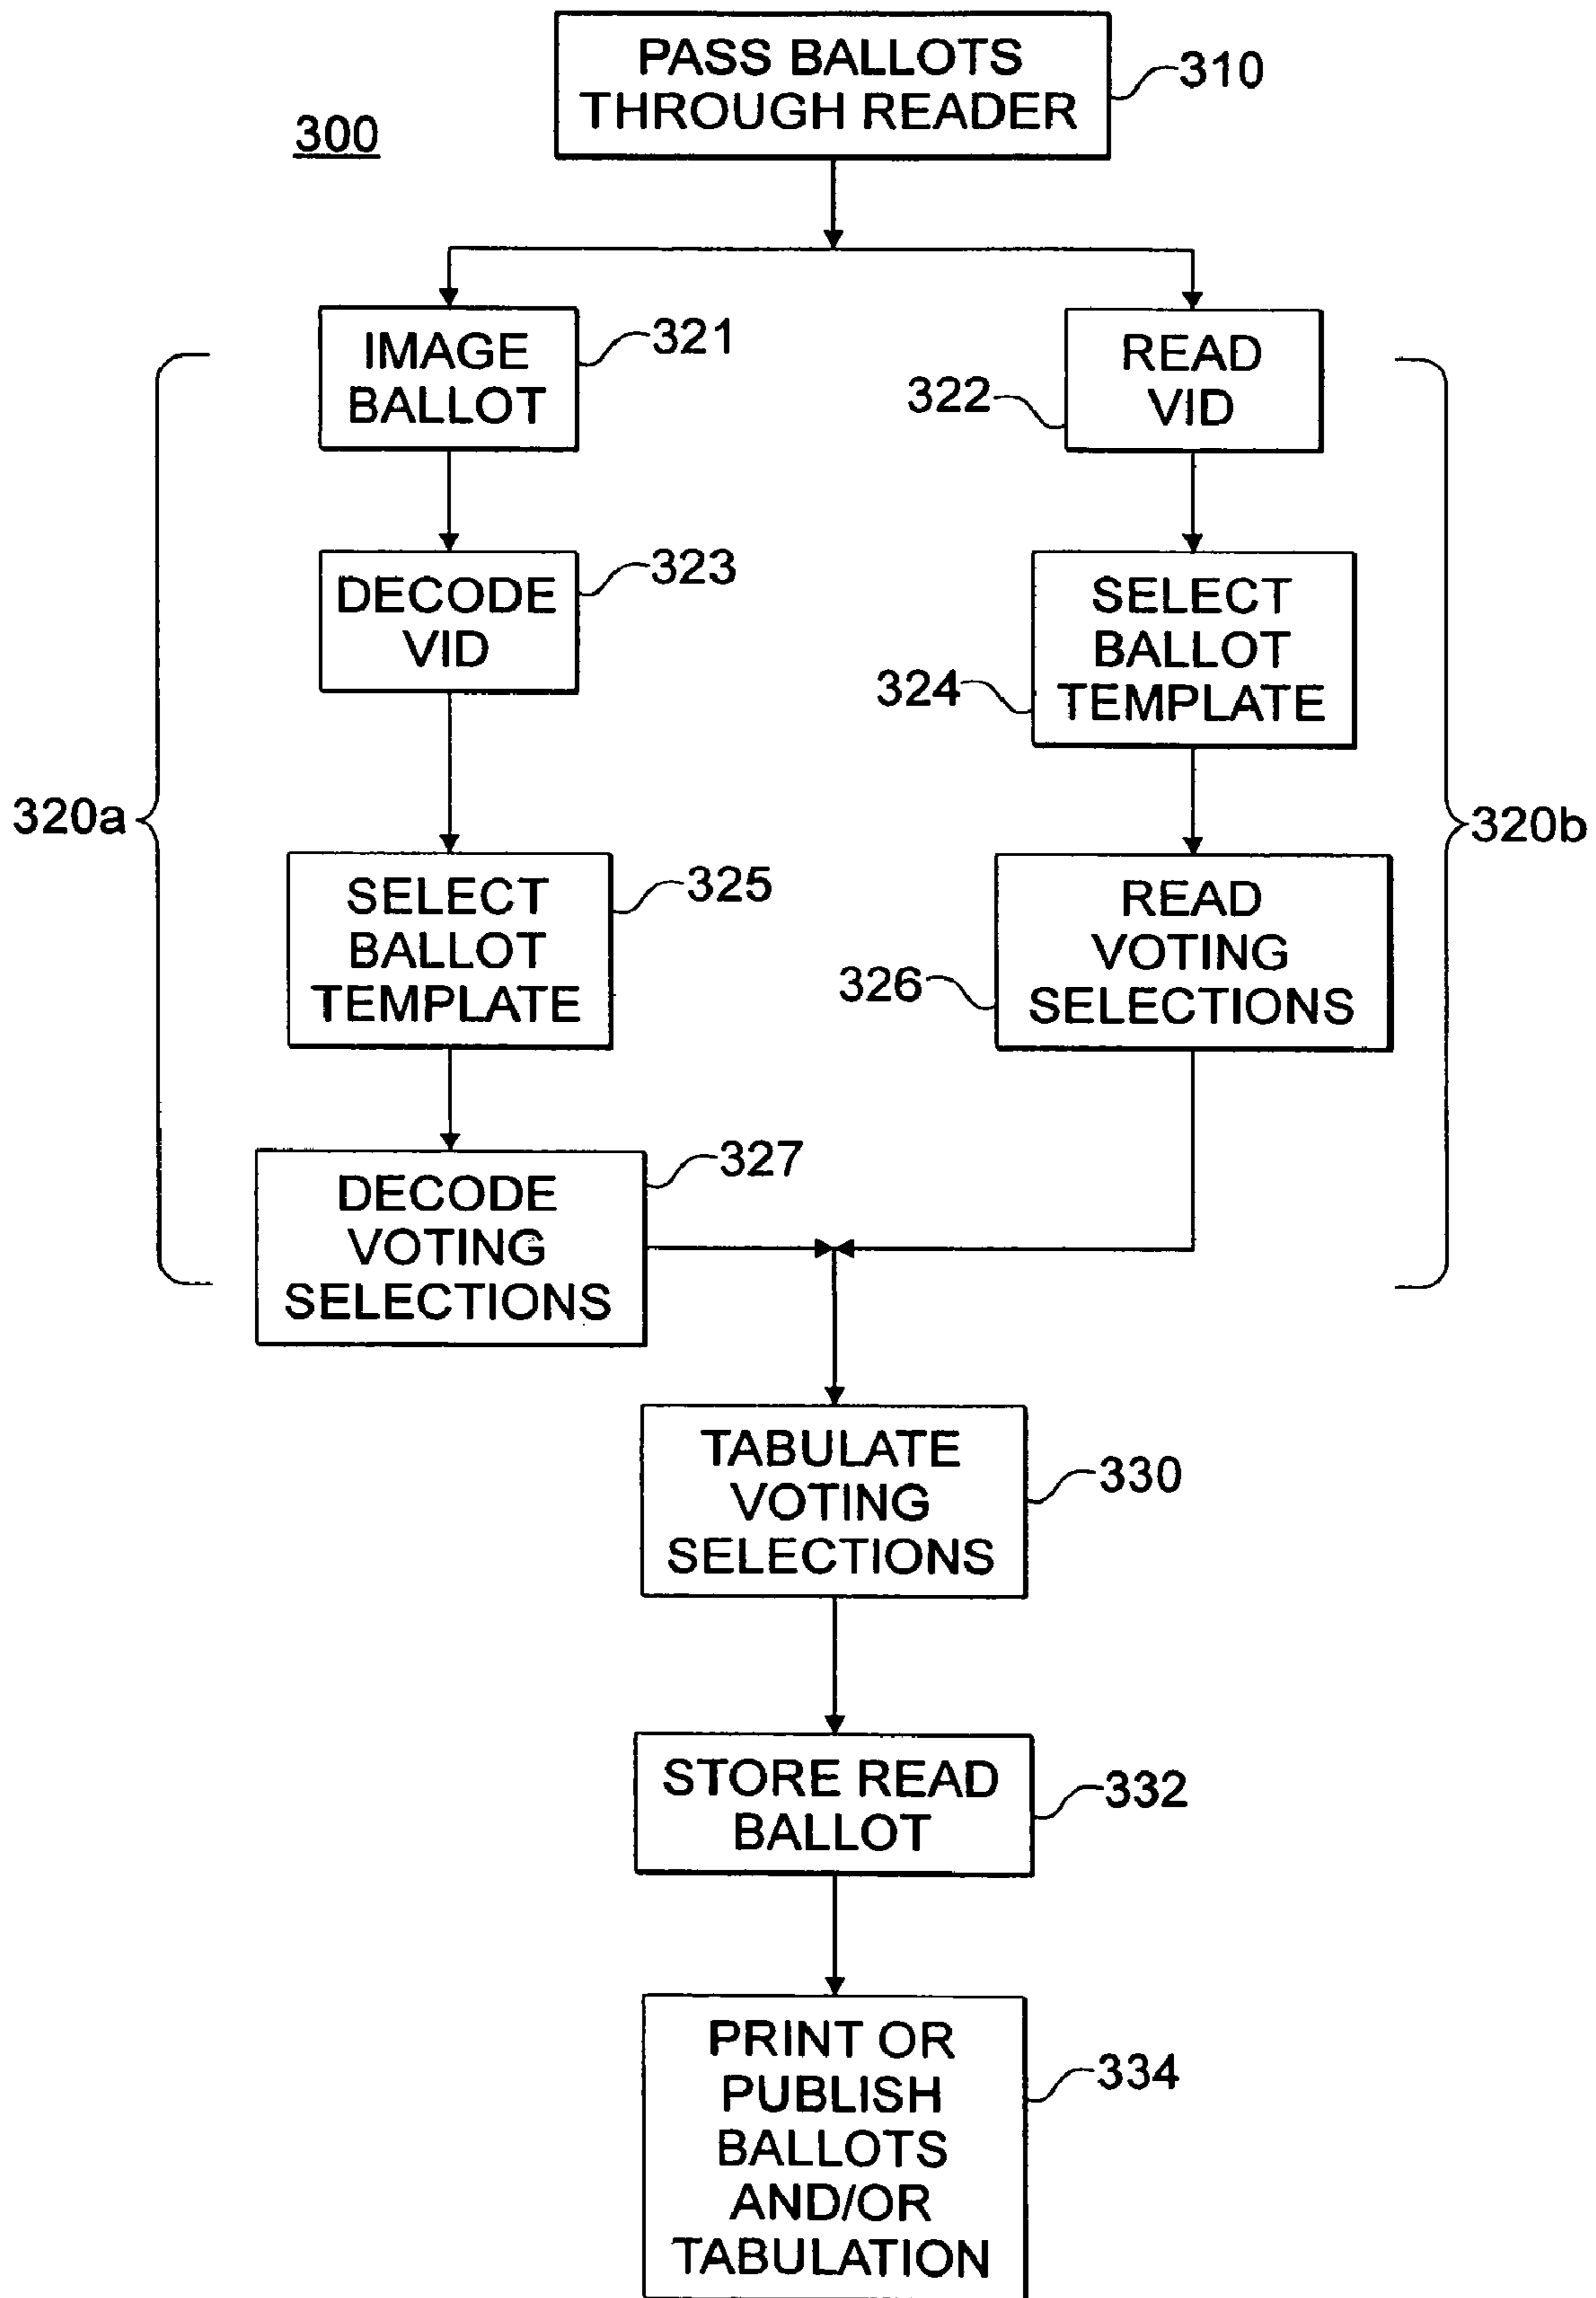 PASS BALLOTS
THROUGH READER
310
300
IMAGE
BALLOT
321
READ
VID
322
DECODE
VID
323
SELECT
BALLOT
TEMPLATE
324
320a
320b
SELECT
BALLOT
TEMPLATE
325
READ
VOTING
SELECTIONS
326
DECODE
VOTING
SELECTIONS
327
TABULATE
VOTING
SELECTIONS
330
STORE READ
BALLOT
332
PRINT OR
PUBLISH
BALLOTS
AND/OR
TABULATION
334